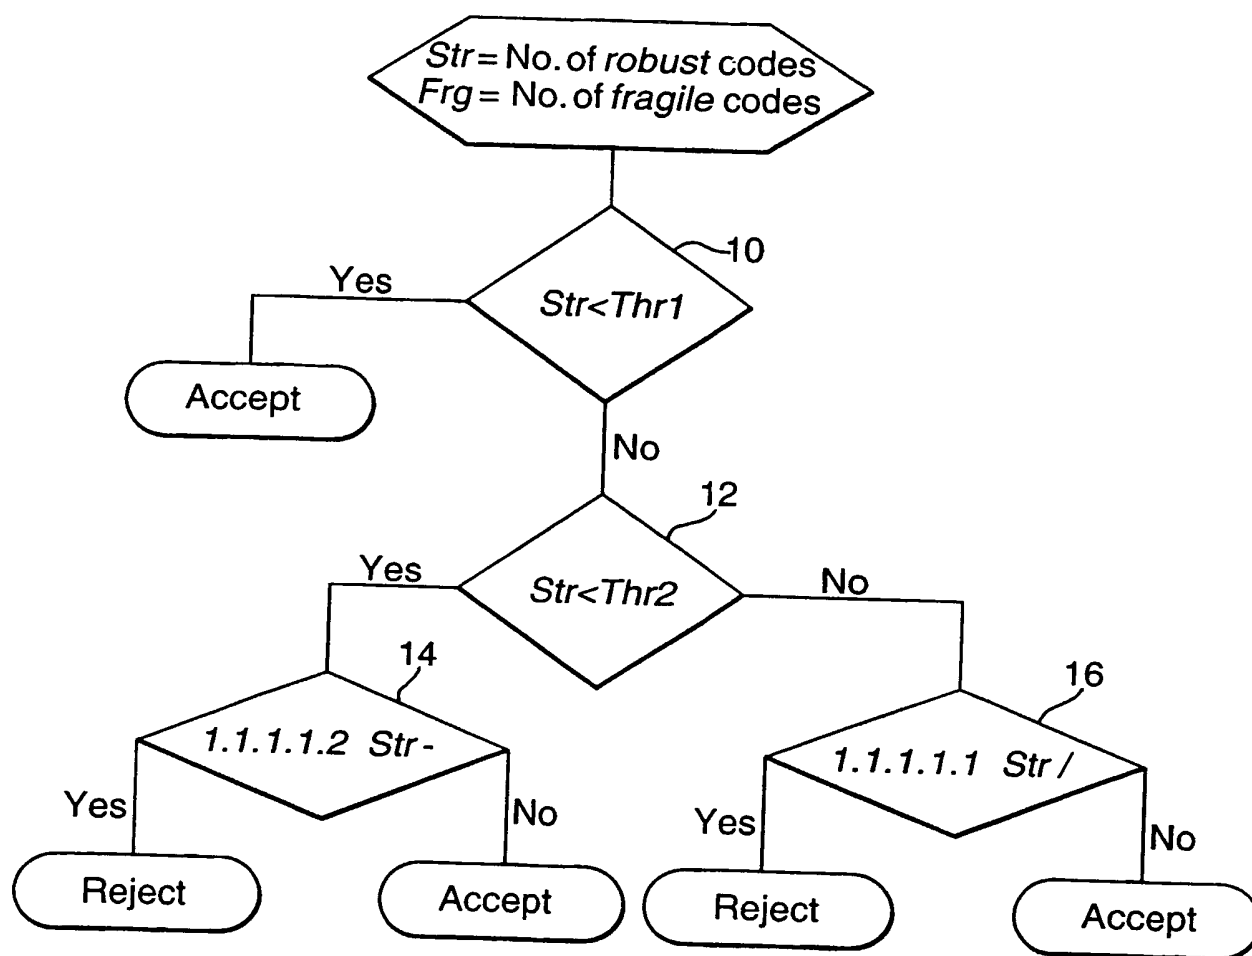 Str= No. of robust codes
Frg= No. of fragile codes
10
Yes
Str<Thr1
Accept
No
12
Yes
Str<Thr2
No
14
16
1.1.1.1.2 Str-
1.1.1.1.1 Str /
Yes
No
Yes
No
Reject
Accept
Reject
Accept